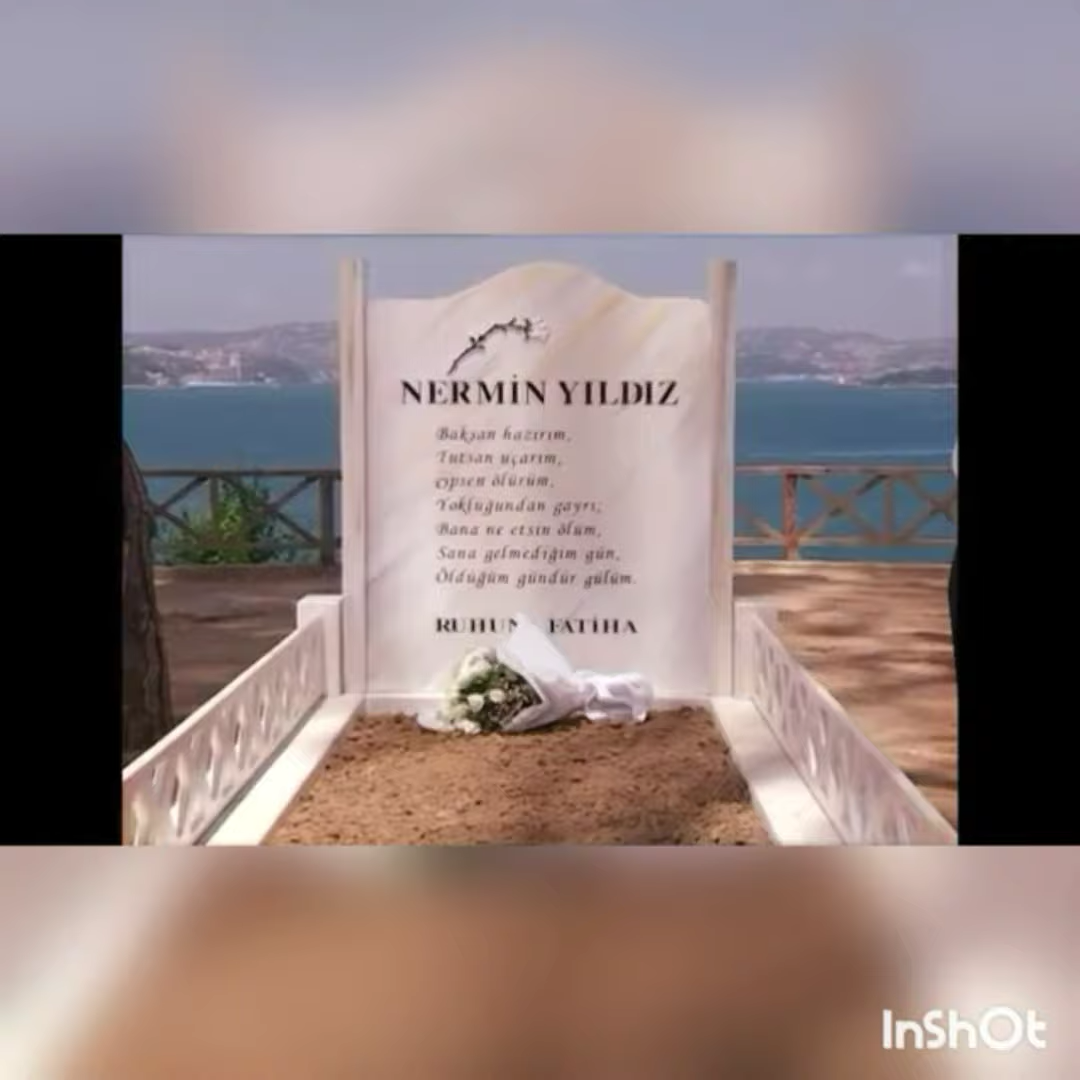 NERMİN YILDIZ
Baksan hazırım,
Tutsan uçarım,
Öpsen ölürüm,
Yokluğundan gayrı;
Bana ne etsin ölüm,
Sana gelmediğim gün,
Öldüğüm gündür gülüm.
RUHUNA FATİHA
InShOt